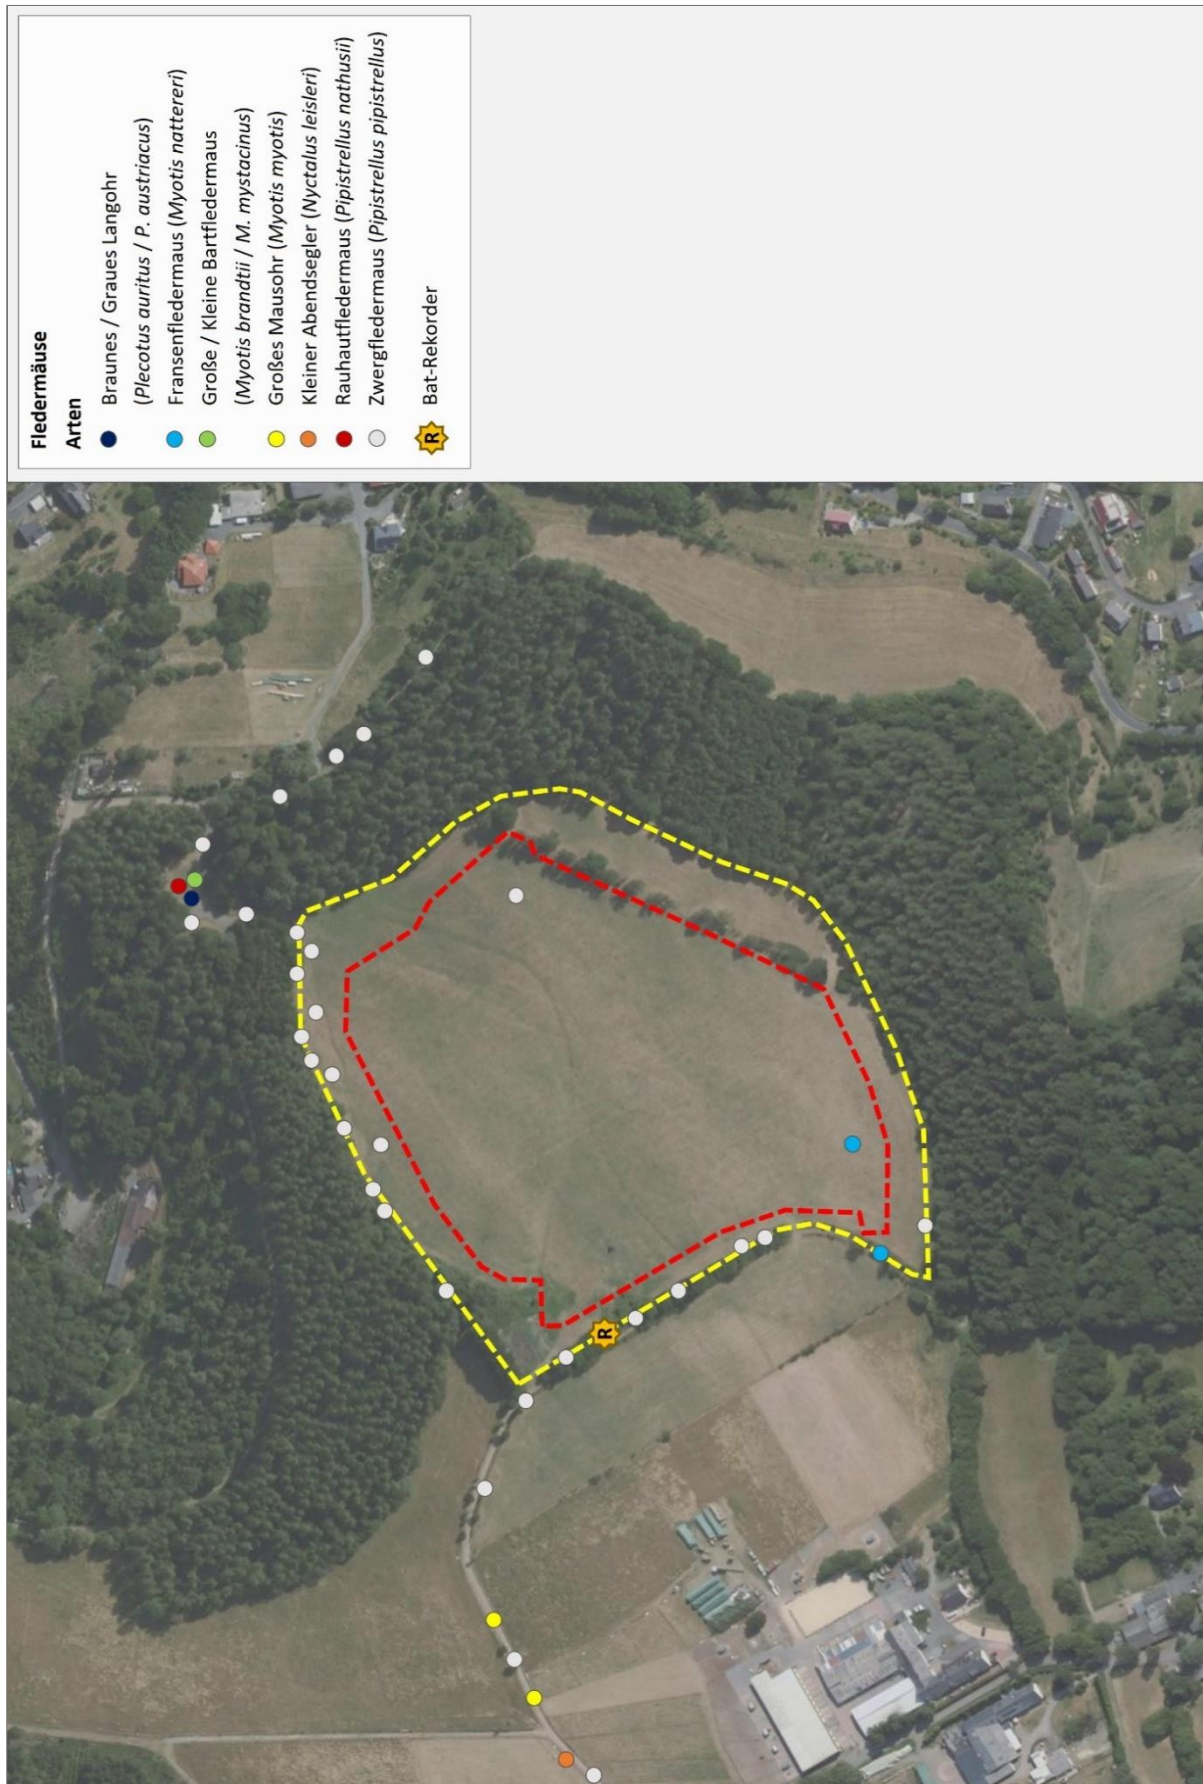 Fledermäuse
Arten
Braunes / Graues Langohr
(Plecotus auritus / P. austriacus)
Fransenfledermaus (Myotis nattereri)
Große / Kleine Bartfledermaus
(Myotis brandtii / M. mystacinus)
Großes Mausohr (Myotis myotis)
Kleiner Abendsegler (Nyctalus leisleri)
Rauhautfledermaus (Pipistrellus nathusii)
Zwergfledermaus (Pipistrellus pipistrellus)
R Bat-Rekorder
R